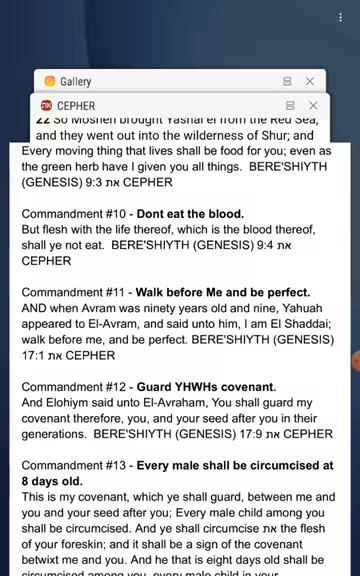 Gallery
CEPHER
22 So Mosheh brought Yashar'el from the Red Sea,
and they went out into the wilderness of Shur; and
Every moving thing that lives shall be food for you; even as
the green herb have I given you all things.  BERE'SHIYTH
(GENESIS) 9:3 את CEPHER
Commandment #10 - Dont eat the blood.
But flesh with the life thereof, which is the blood thereof,
shall ye not eat.  BERE'SHIYTH (GENESIS) 9:4 את
CEPHER
Commandment #11 - Walk before Me and be perfect.
AND when Avram was ninety years old and nine, Yahuah
appeared to El-Avram, and said unto him, I am El Shaddai;
walk before me, and be perfect. BERE'SHIYTH (GENESIS)
17:1 את CEPHER
Commandment #12 - Guard YHWHs covenant.
And Elohiym said unto El-Avraham, You shall guard my
covenant therefore, you, and your seed after you in their
generations.  BERE'SHIYTH (GENESIS) 17:9 את CEPHER
Commandment #13 - Every male shall be circumcised at
8 days old.
This is my covenant, which ye shall guard, between me and
you and your seed after you; Every male child among you
shall be circumcised. And ye shall circumcise את the flesh
of your foreskin; and it shall be a sign of the covenant
betwixt me and you. And he that is eight days old shall be
circumcised among you, every male child in your